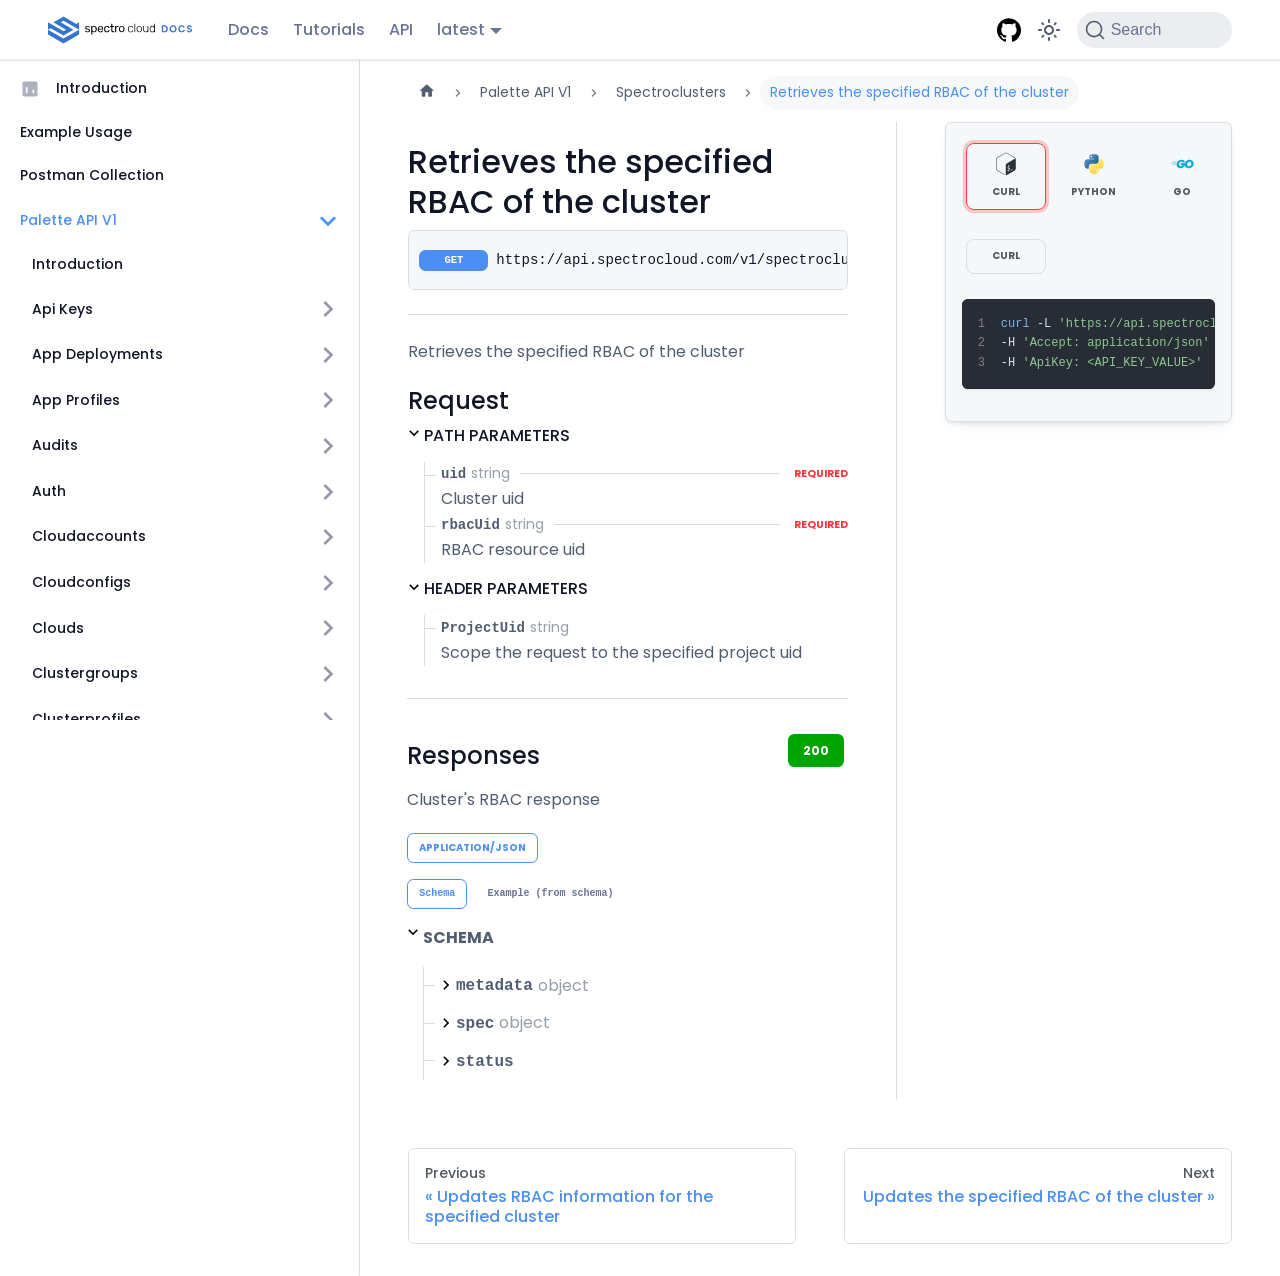 spectro cloud DOCS
Docs
Tutorials
API
latest
Search
Introduction
Example Usage
Postman Collection
Palette API V1
Introduction
Api Keys
App Deployments
App Profiles
Audits
Auth
Cloudaccounts
Cloudconfigs
Clouds
Clustergroups
Clusterprofiles
Palette API V1
Spectroclusters
Retrieves the specified RBAC of the cluster
Retrieves the specified
RBAC of the cluster
GET https://api.spectrocloud.com/v1/spectroclu
Retrieves the specified RBAC of the cluster
Request
PATH PARAMETERS
uid string REQUIRED
Cluster uid
rbacUid string REQUIRED
RBAC resource uid
HEADER PARAMETERS
ProjectUid string
Scope the request to the specified project uid
Responses
200
Cluster's RBAC response
APPLICATION/JSON
Schema
Example (from schema)
SCHEMA
metadata object
spec object
status
CURL
PYTHON
GO
CURL
1 curl -L 'https://api.spectrocl
2 -H 'Accept: application/json'
3 -H 'ApiKey: <API_KEY_VALUE>'
Previous
« Updates RBAC information for the
specified cluster
Next
Updates the specified RBAC of the cluster »